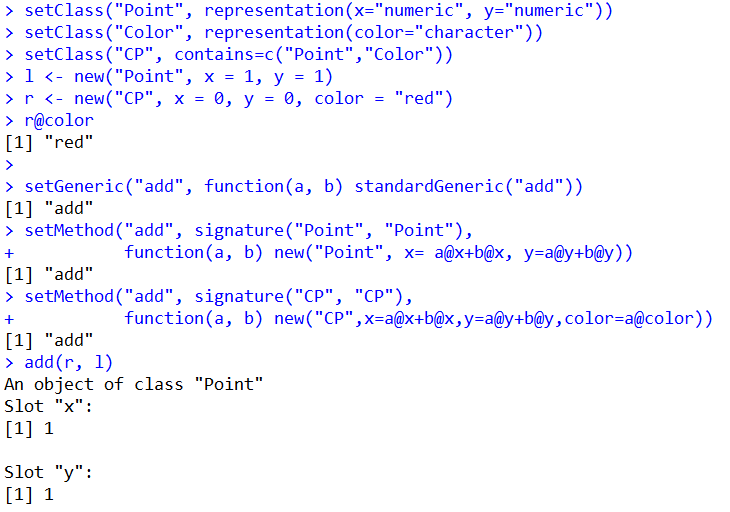 > setClass("Point", representation(x="numeric", y="numeric"))
> setClass("Color", representation(color="character"))
> setClass("CP", contains=c("Point","Color"))
> l <- new("Point", x = 1, y = 1)
> r <- new("CP", x = 0, y = 0, color = "red")
> r@color
[1] "red"
>
> setGeneric("add", function(a, b) standardGeneric("add"))
[1] "add"
> setMethod("add", signature("Point", "Point"),
+           function(a, b) new("Point", x= a@x+b@x, y=a@y+b@y))
[1] "add"
> setMethod("add", signature("CP", "CP"),
+           function(a, b) new("CP",x=a@x+b@x,y=a@y+b@y,color=a@color))
[1] "add"
> add(r, l)
An object of class "Point"
Slot "x":
[1] 1

Slot "y":
[1] 1